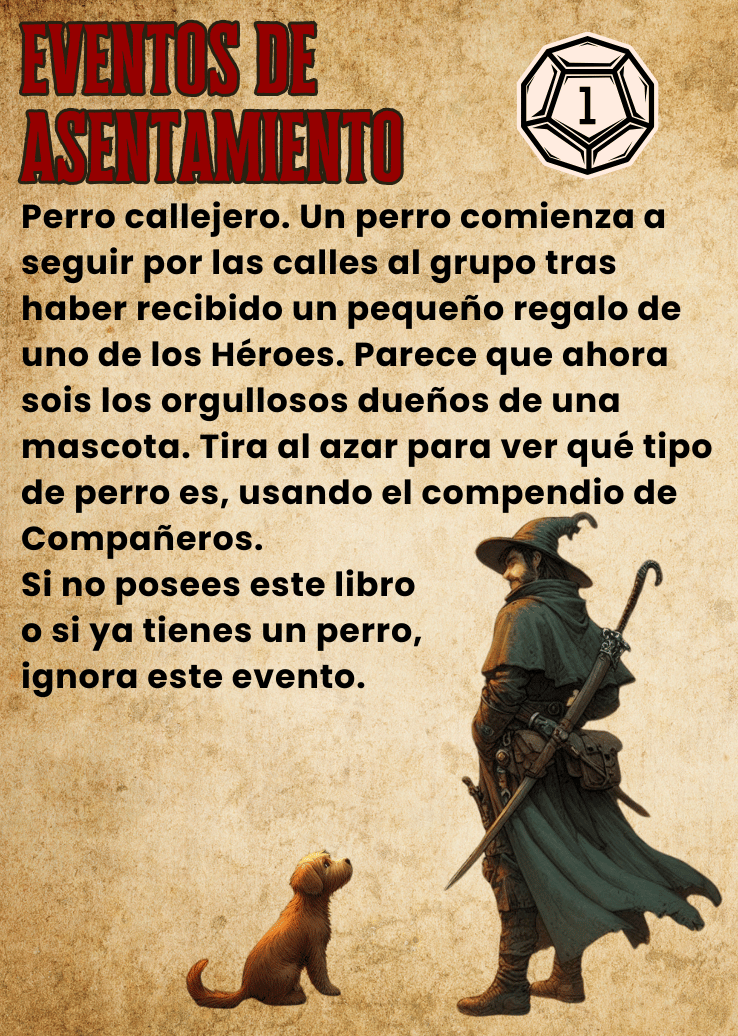 EVENTOS DE
ASENTAMIENTO
1
Perro callejero. Un perro comienza a
seguir por las calles al grupo tras
haber recibido un pequeño regalo de
uno de los Héroes. Parece que ahora
sois los orgullosos dueños de una
mascota. Tira al azar para ver qué tipo
de perro es, usando el compendio de
Compañeros.
Si no posees este libro
o si ya tienes un perro,
ignora este evento.